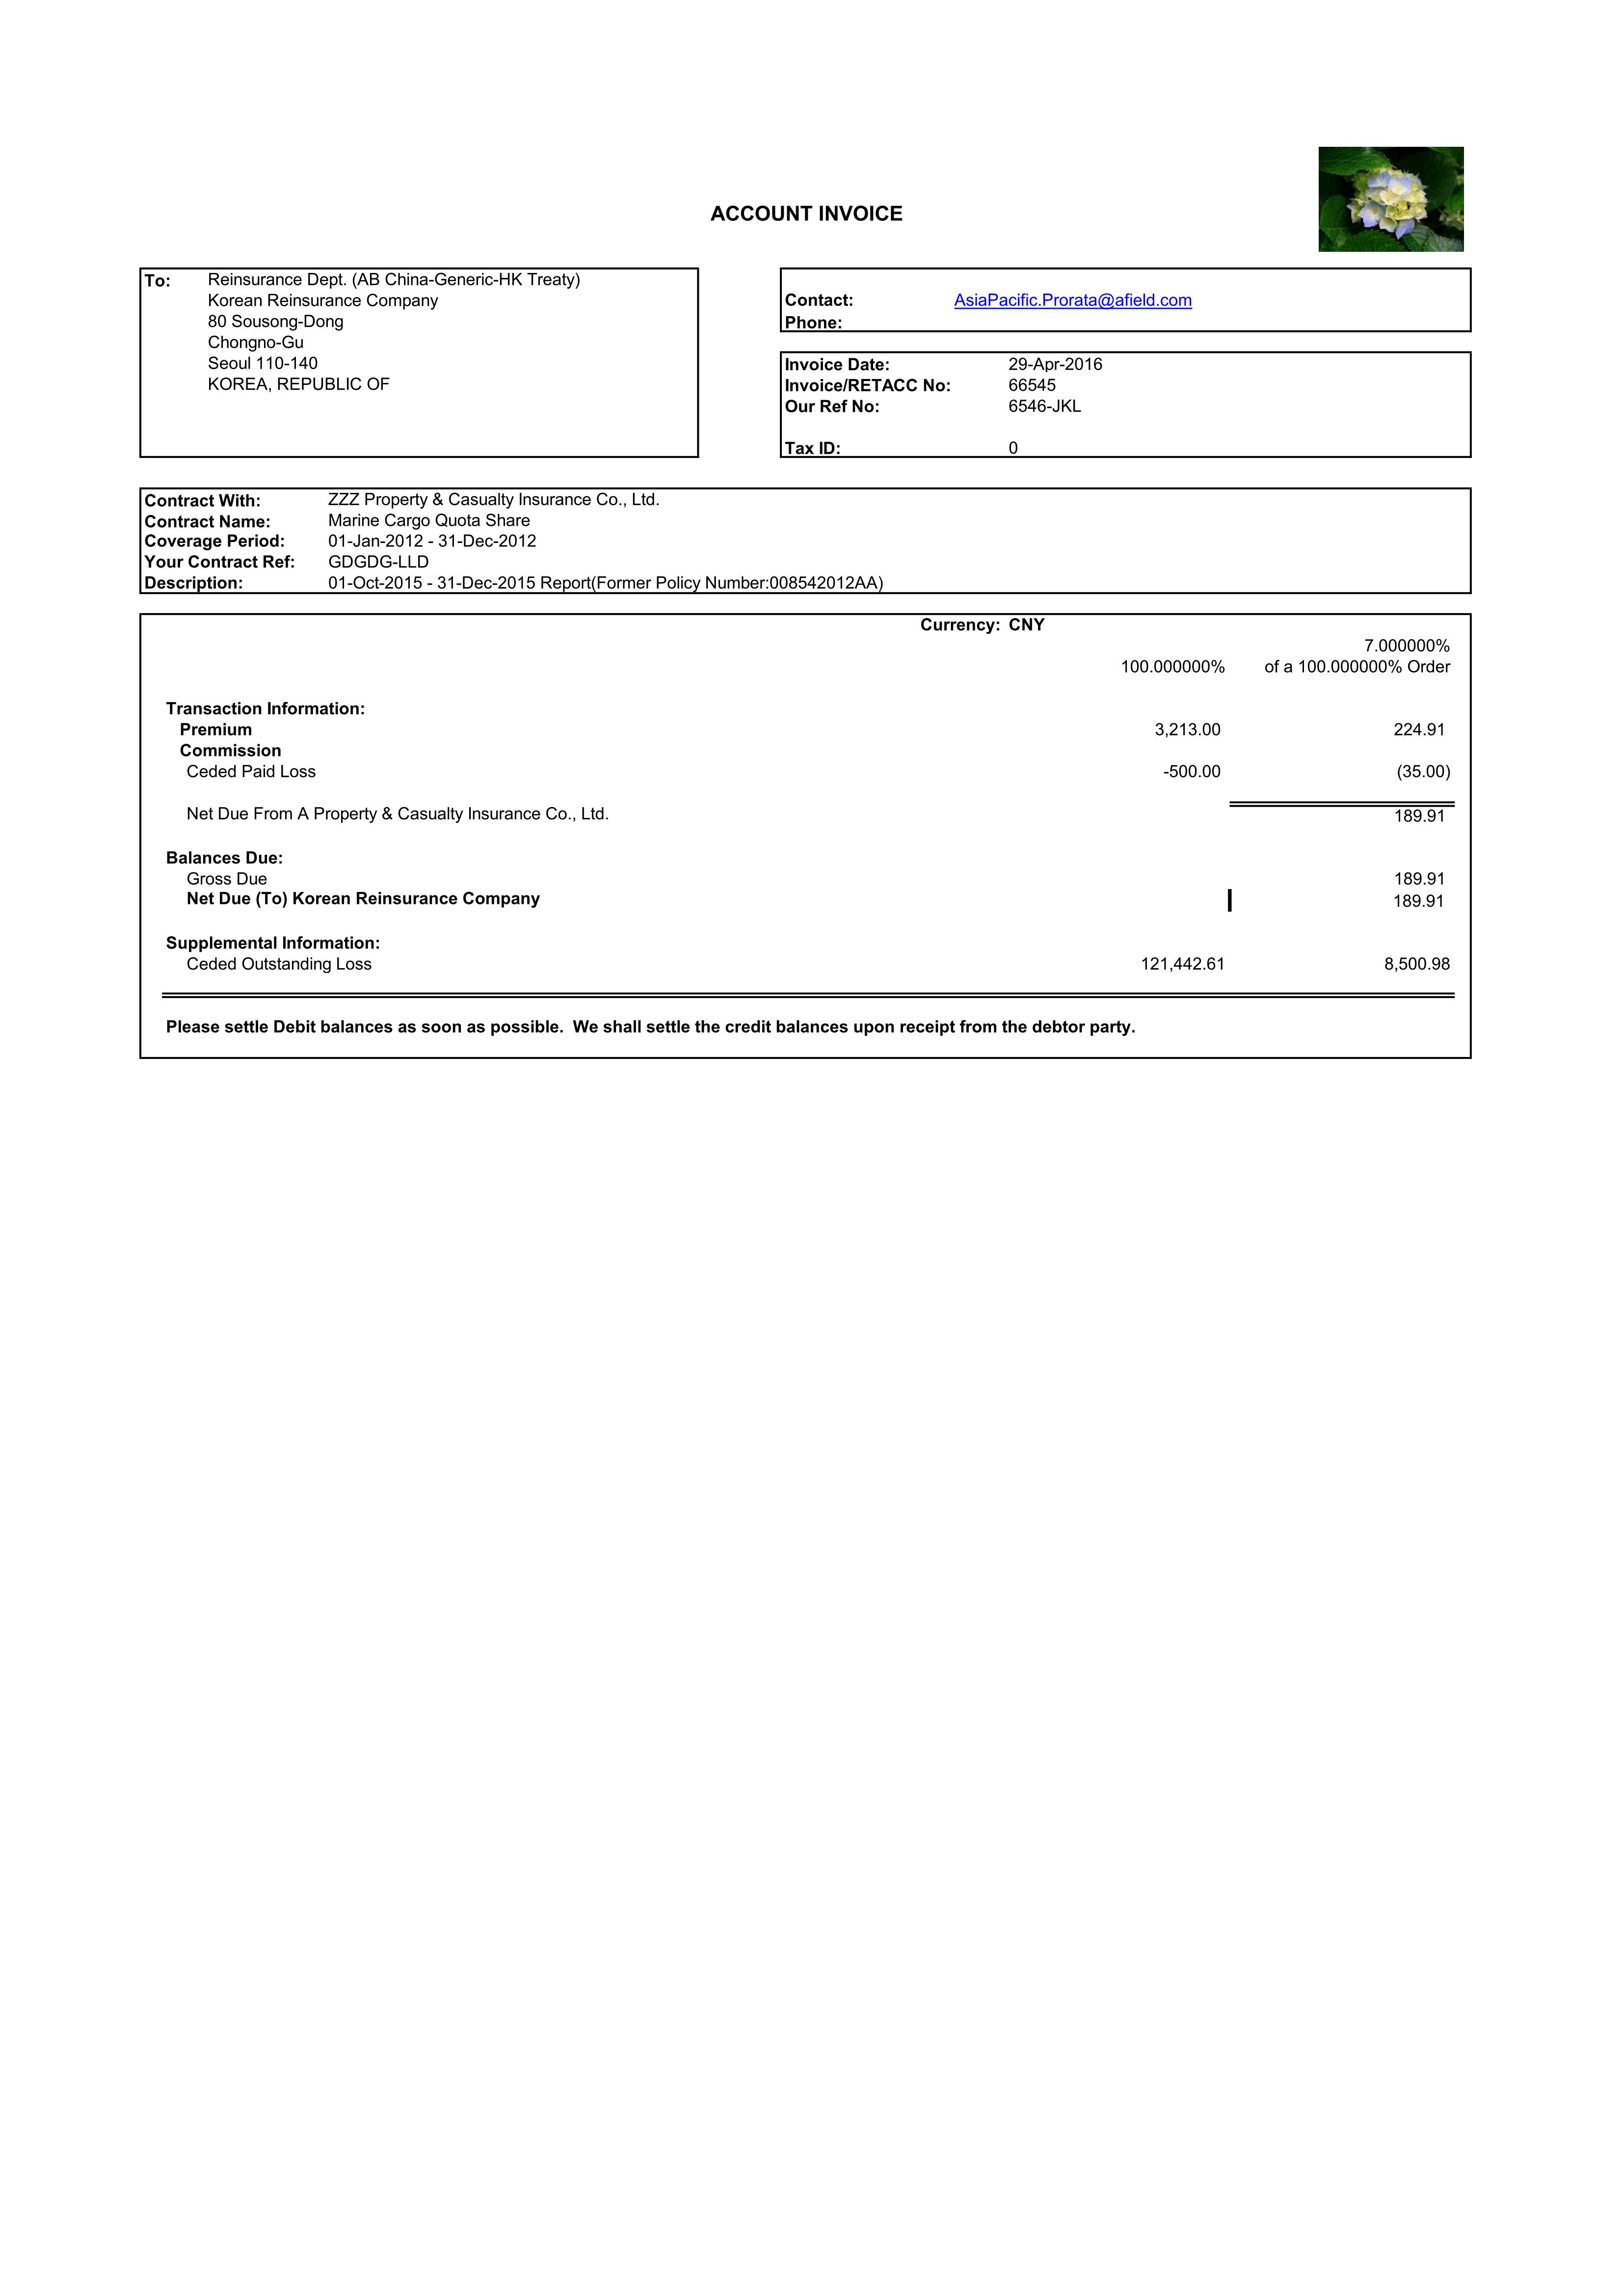 ACCOUNT INVOICE
To: Reinsurance Dept. (AB China-Generic-HK Treaty)
Korean Reinsurance Company
80 Sousong-Dong
Chongno-Gu
Seoul 110-140
KOREA, REPUBLIC OF
Contact: AsiaPacific.Prorata@afield.com
Phone:
Invoice Date: 29-Apr-2016
Invoice/RETACC No: 66545
Our Ref No: 6546-JKL
Tax ID: 0
Contract With: ZZZ Property & Casualty Insurance Co., Ltd.
Contract Name: Marine Cargo Quota Share
Coverage Period: 01-Jan-2012 - 31-Dec-2012
Your Contract Ref: GDGDG-LLD
Description: 01-Oct-2015 - 31-Dec-2015 Report(Former Policy Number:008542012AA)
Currency: CNY
7.000000%
100.000000% of a 100.000000% Order
Transaction Information:
Premium 3,213.00 224.91
Commission
Ceded Paid Loss -500.00 (35.00)
Net Due From A Property & Casualty Insurance Co., Ltd. 189.91
Balances Due:
Gross Due 189.91
Net Due (To) Korean Reinsurance Company 189.91
Supplemental Information:
Ceded Outstanding Loss 121,442.61 8,500.98
Please settle Debit balances as soon as possible. We shall settle the credit balances upon receipt from the debtor party.